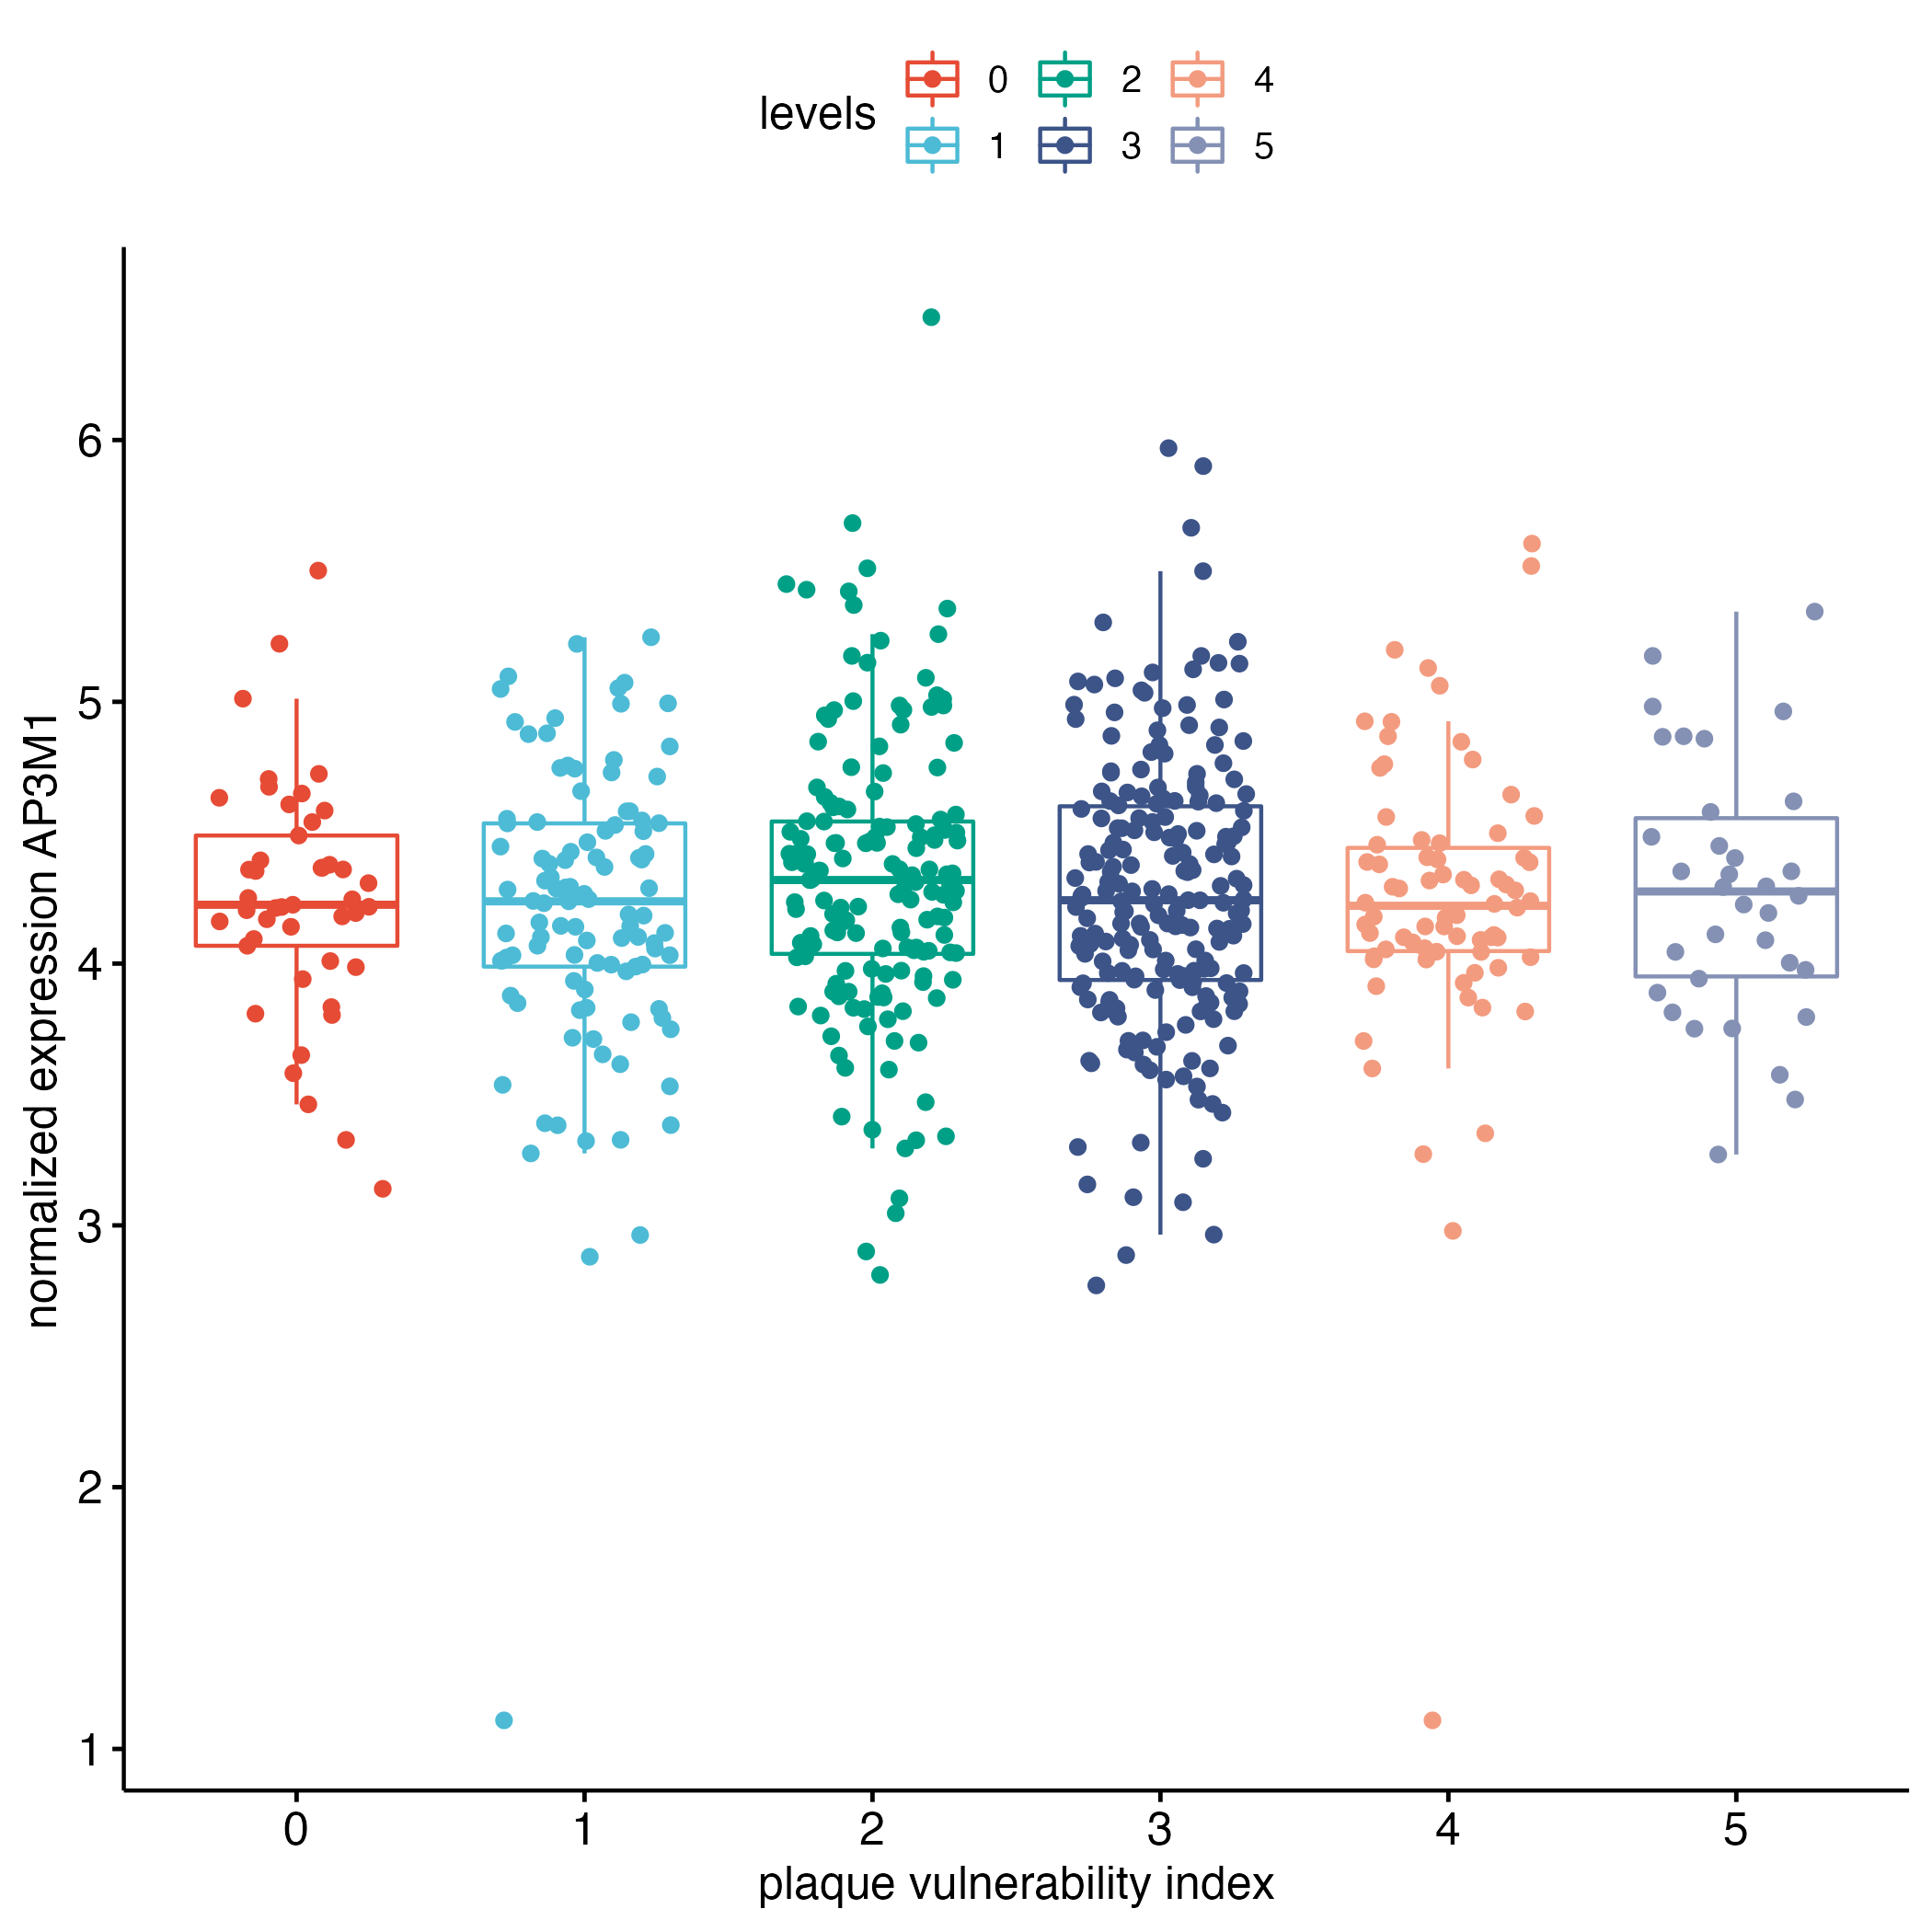 levels
0 2 4
1 3 5
normalized expression AP3M1
6
5
4
3
2
1
0 1 2 3 4 5
plaque vulnerability index